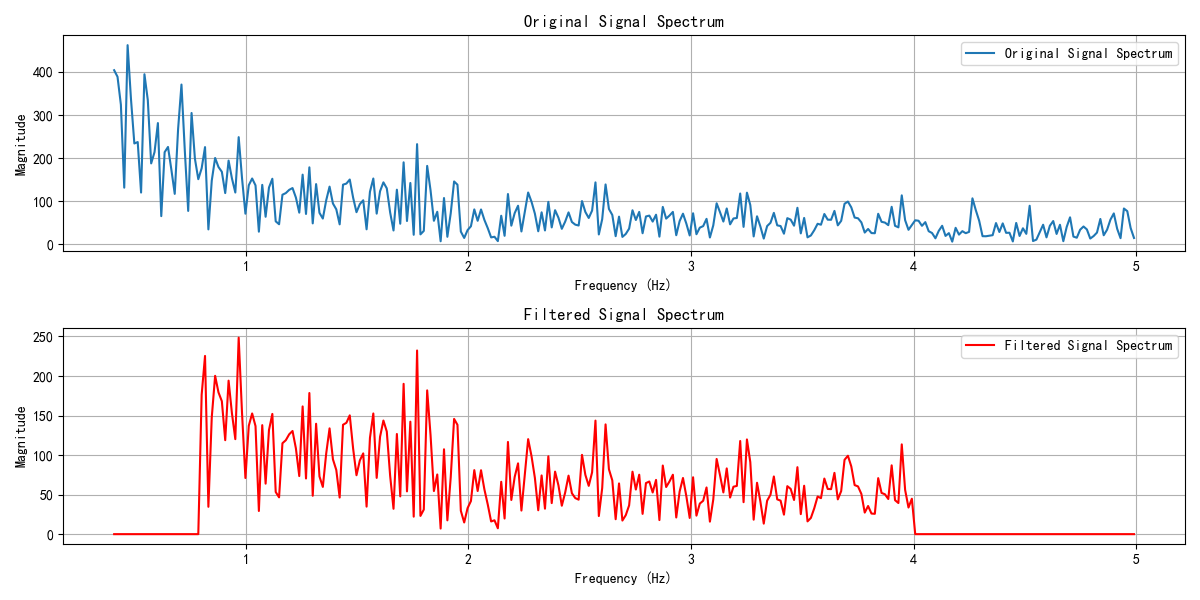 Original Signal Spectrum
Original Signal Spectrum
Magnitude
400
300
200
100
0
1 2 3 4 5
Frequency (Hz)
Filtered Signal Spectrum
Filtered Signal Spectrum
Magnitude
250
200
150
100
50
0
1 2 3 4 5
Frequency (Hz)